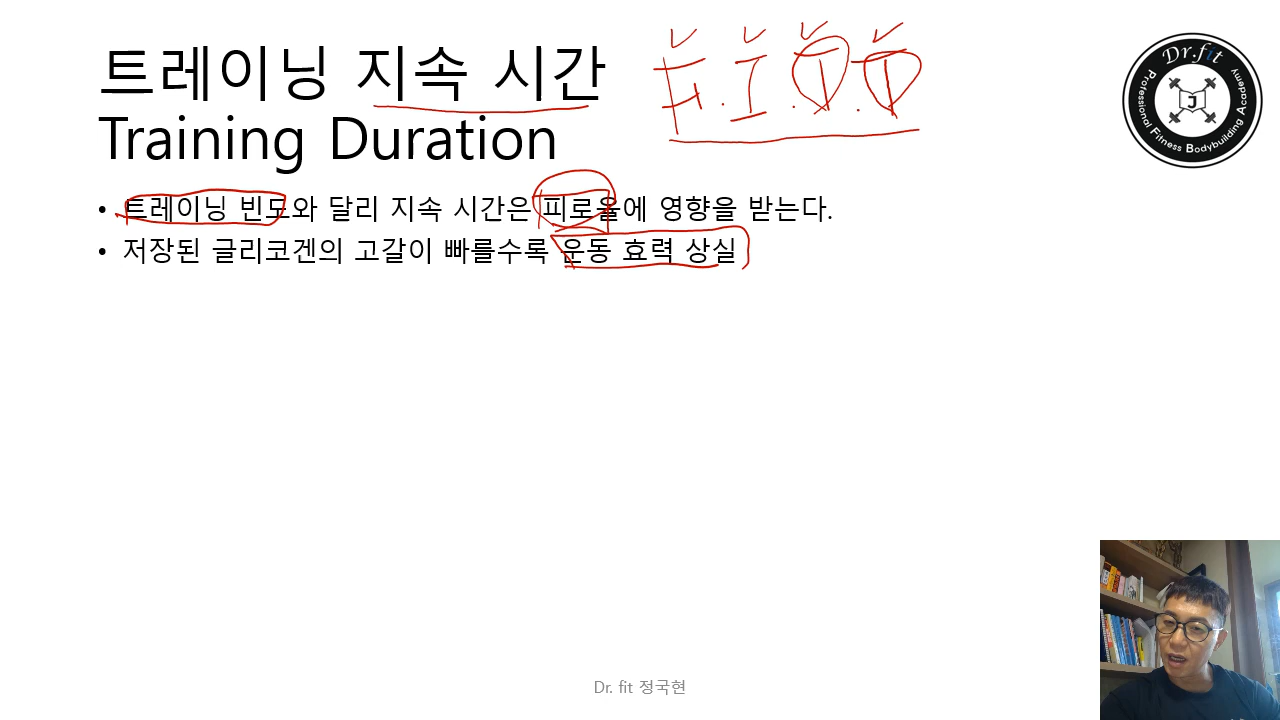 트레이닝 지속 시간
Training Duration
F.I.T.T
Dr.fit
Professional Fitness Bodybuilding Academy
J
• 트레이닝 빈도와 달리 지속 시간은 피로율에 영향을 받는다.
• 저장된 글리코겐의 고갈이 빠를수록 운동 효력 상실
Dr. fit 정국현